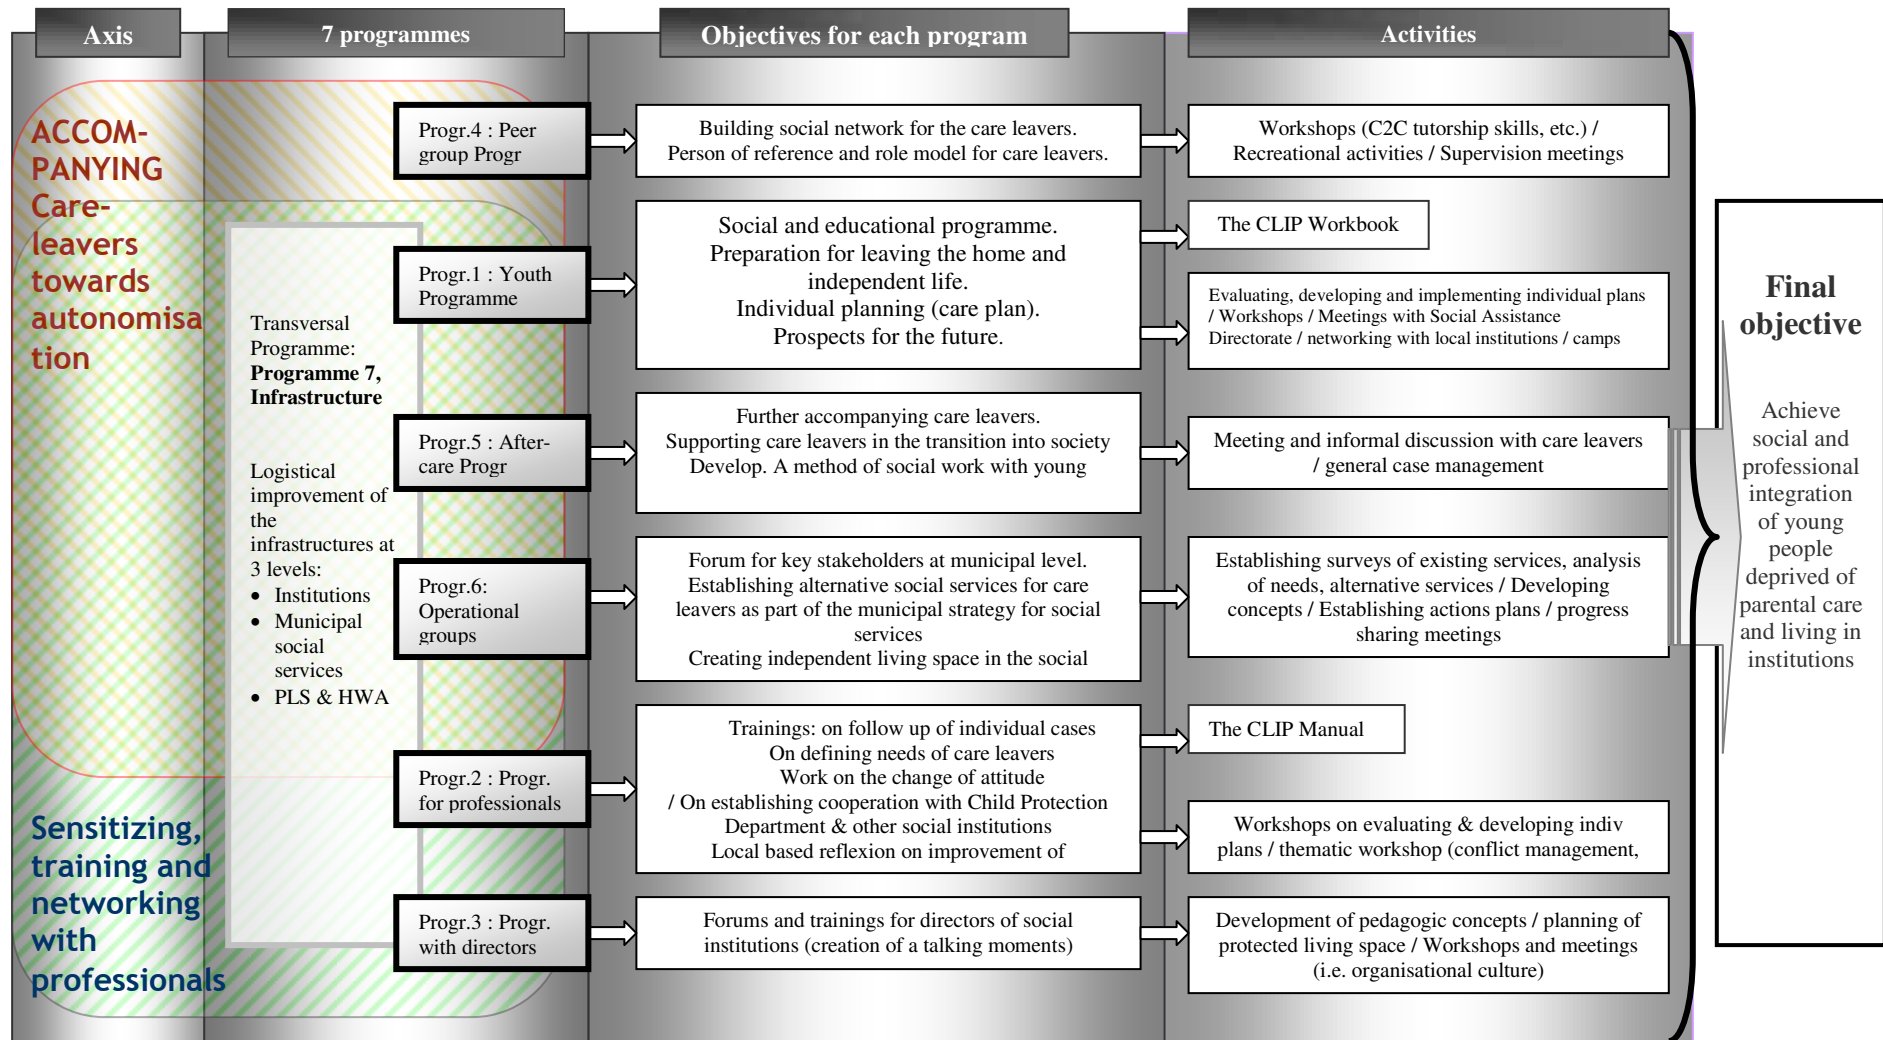 Axis
7 programmes
Objectives for each program
Activities
ACCOM-
PANYING
Care-
leavers
towards
autonomisa
tion
Sensitizing,
training and
networking
with
professionals
Transversal
Programme:
Programme 7,
Infrastructure
Logistical
improvement of
the
infrastructures at
3 levels:
• Institutions
• Municipal
social
services
• PLS & HWA
Progr.4 : Peer
group Progr
Building social network for the care leavers.
Person of reference and role model for care leavers.
Workshops (C2C tutorship skills, etc.) /
Recreational activities / Supervision meetings
Progr.1 : Youth
Programme
Social and educational programme.
Preparation for leaving the home and
independent life.
Individual planning (care plan).
Prospects for the future.
The CLIP Workbook
Evaluating, developing and implementing individual plans
/ Workshops / Meetings with Social Assistance
Directorate / networking with local institutions / camps
Progr.5 : After-
care Progr
Further accompanying care leavers.
Supporting care leavers in the transition into society
Develop. A method of social work with young
Meeting and informal discussion with care leavers
/ general case management
Progr.6:
Operational
groups
Forum for key stakeholders at municipal level.
Establishing alternative social services for care
leavers as part of the municipal strategy for social
services
Creating independent living space in the social
Establishing surveys of existing services, analysis
of needs, alternative services / Developing
concepts / Establishing actions plans / progress
sharing meetings
Progr.2 : Progr.
for professionals
Trainings: on follow up of individual cases
On defining needs of care leavers
Work on the change of attitude
/ On establishing cooperation with Child Protection
Department & other social institutions
Local based reflexion on improvement of
The CLIP Manual
Workshops on evaluating & developing indiv
plans / thematic workshop (conflict management,
Progr.3 : Progr.
with directors
Forums and trainings for directors of social
institutions (creation of a talking moments)
Development of pedagogic concepts / planning of
protected living space / Workshops and meetings
(i.e. organisational culture)
Final
objective
Achieve
social and
professional
integration
of young
people
deprived of
parental care
and living in
institutions